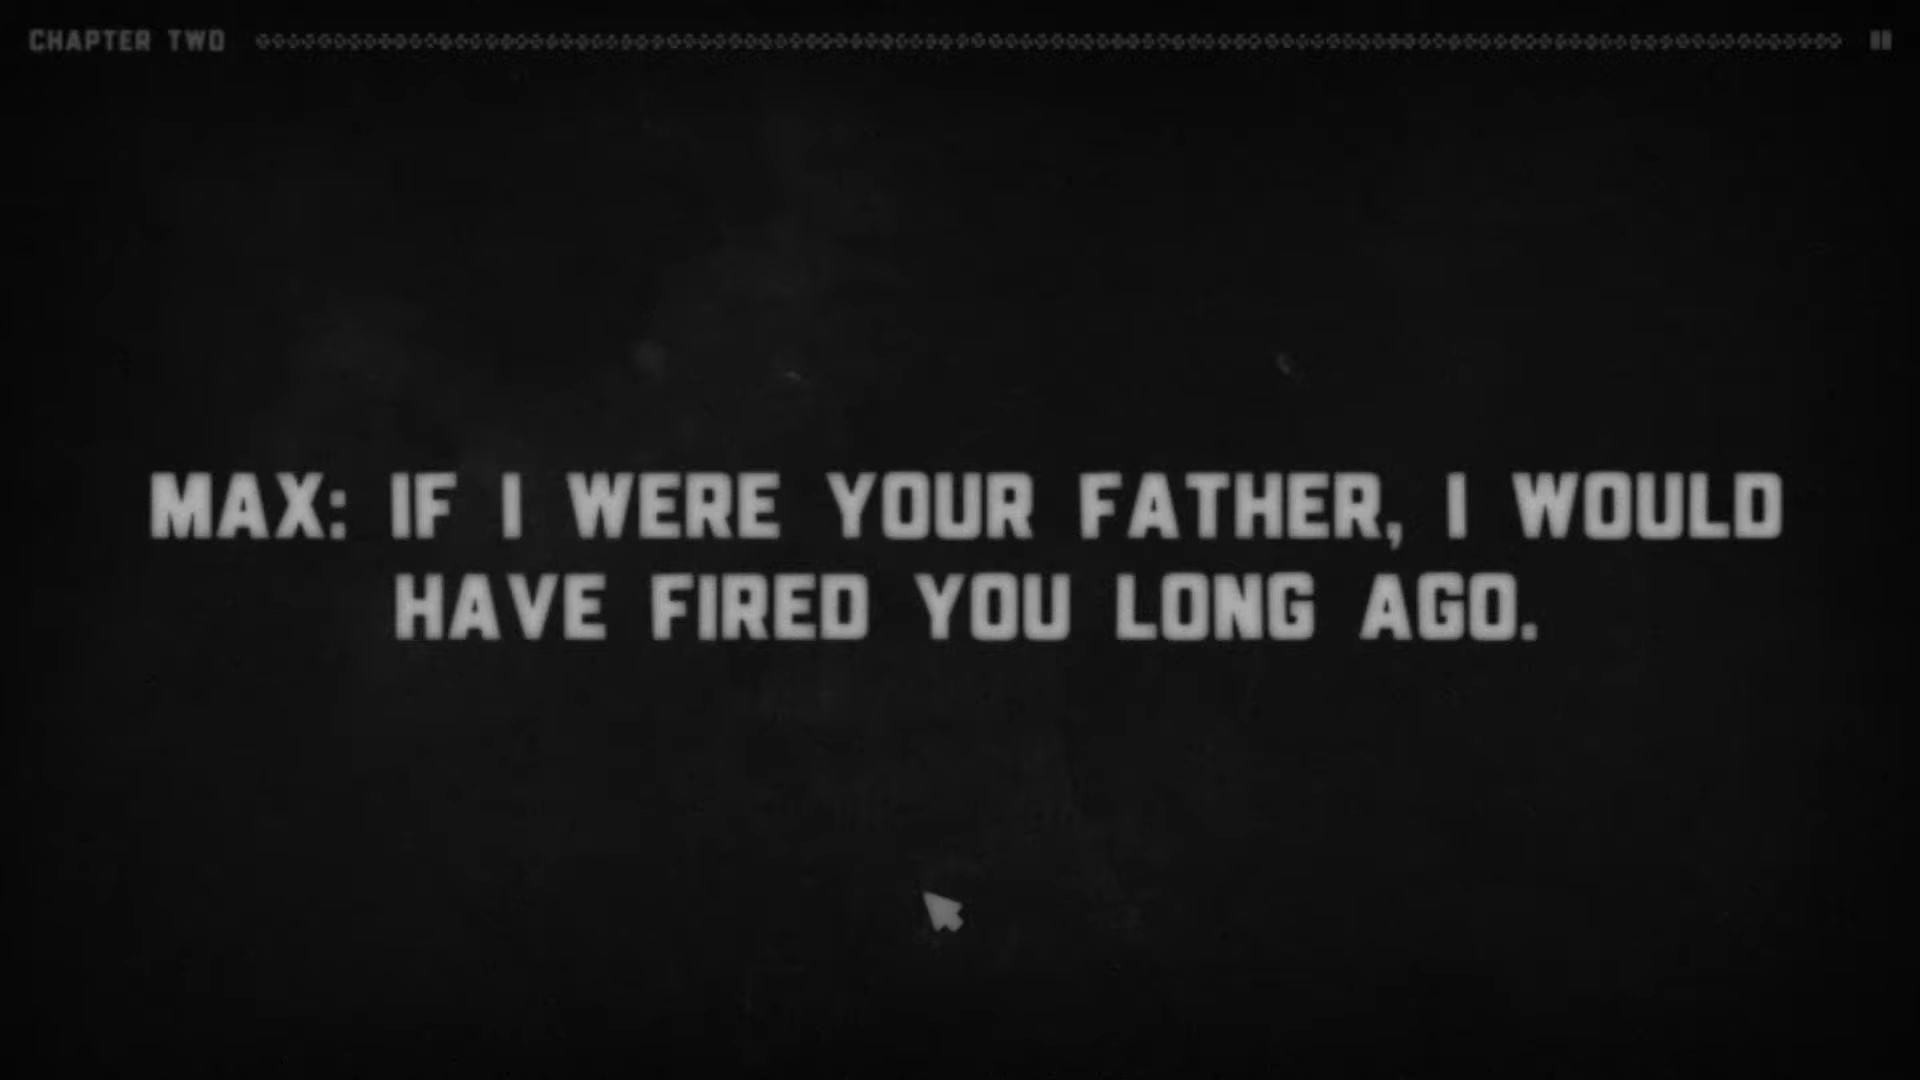 CHAPTER TWO
MAX: IF I WERE YOUR FATHER, I WOULD
HAVE FIRED YOU LONG AGO.